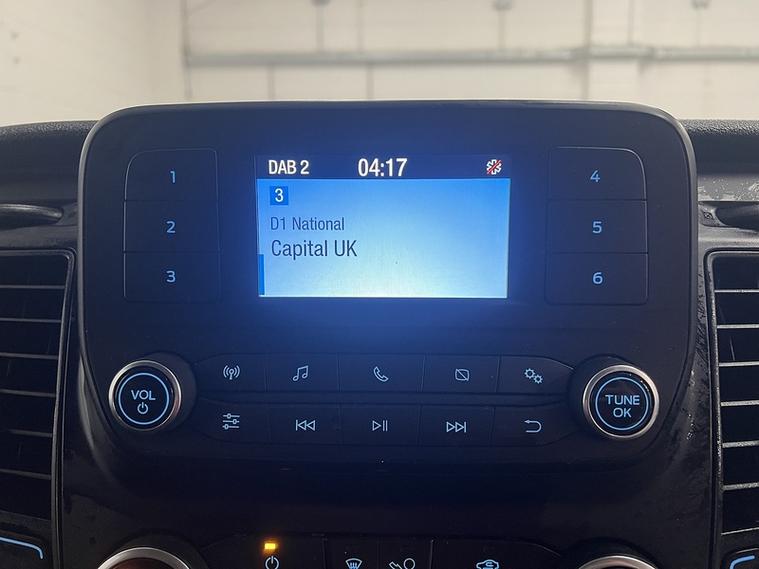 DAB 2 04:17
3
D1 National
Capital UK
1
2
3
4
5
6
VOL
TUNE
OK